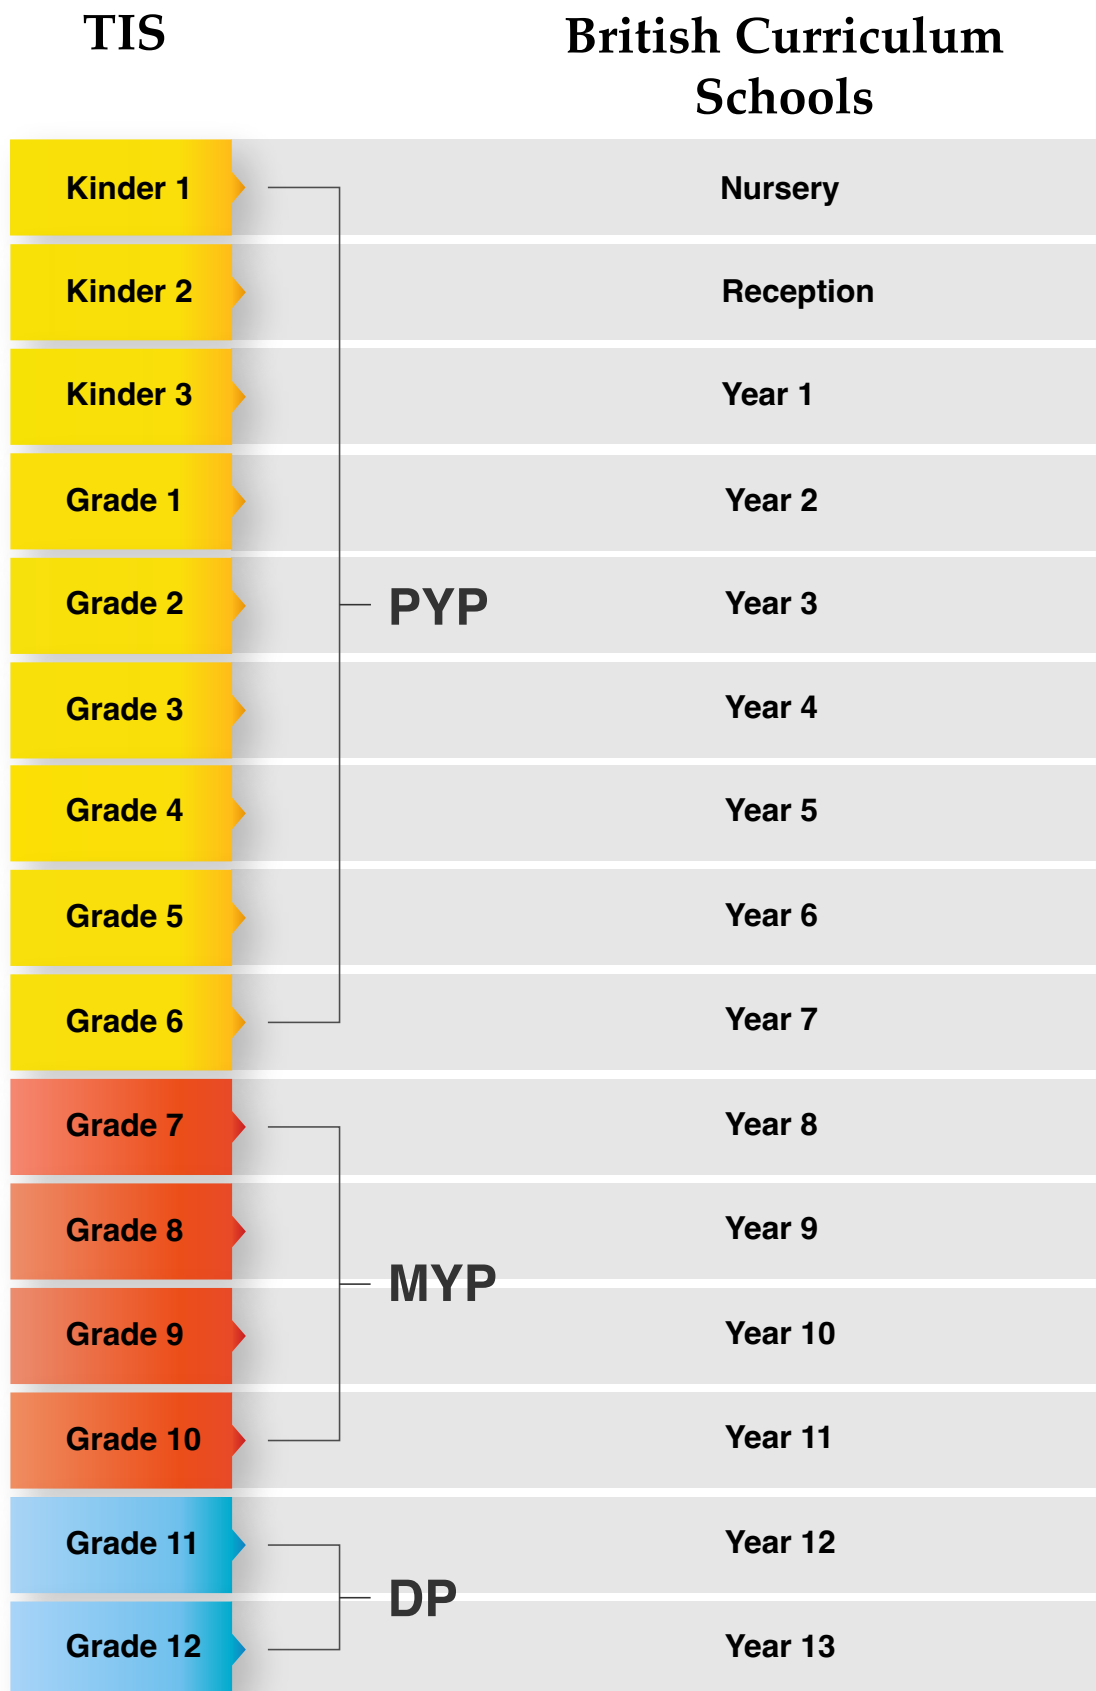 TIS
British Curriculum
Schools
Kinder 1
Nursery
Kinder 2
Reception
Kinder 3
Year 1
Grade 1
Year 2
Grade 2
PYP
Year 3
Grade 3
Year 4
Grade 4
Year 5
Grade 5
Year 6
Grade 6
Year 7
Grade 7
Year 8
Grade 8
Year 9
MYP
Grade 9
Year 10
Grade 10
Year 11
Grade 11
Year 12
DP
Grade 12
Year 13